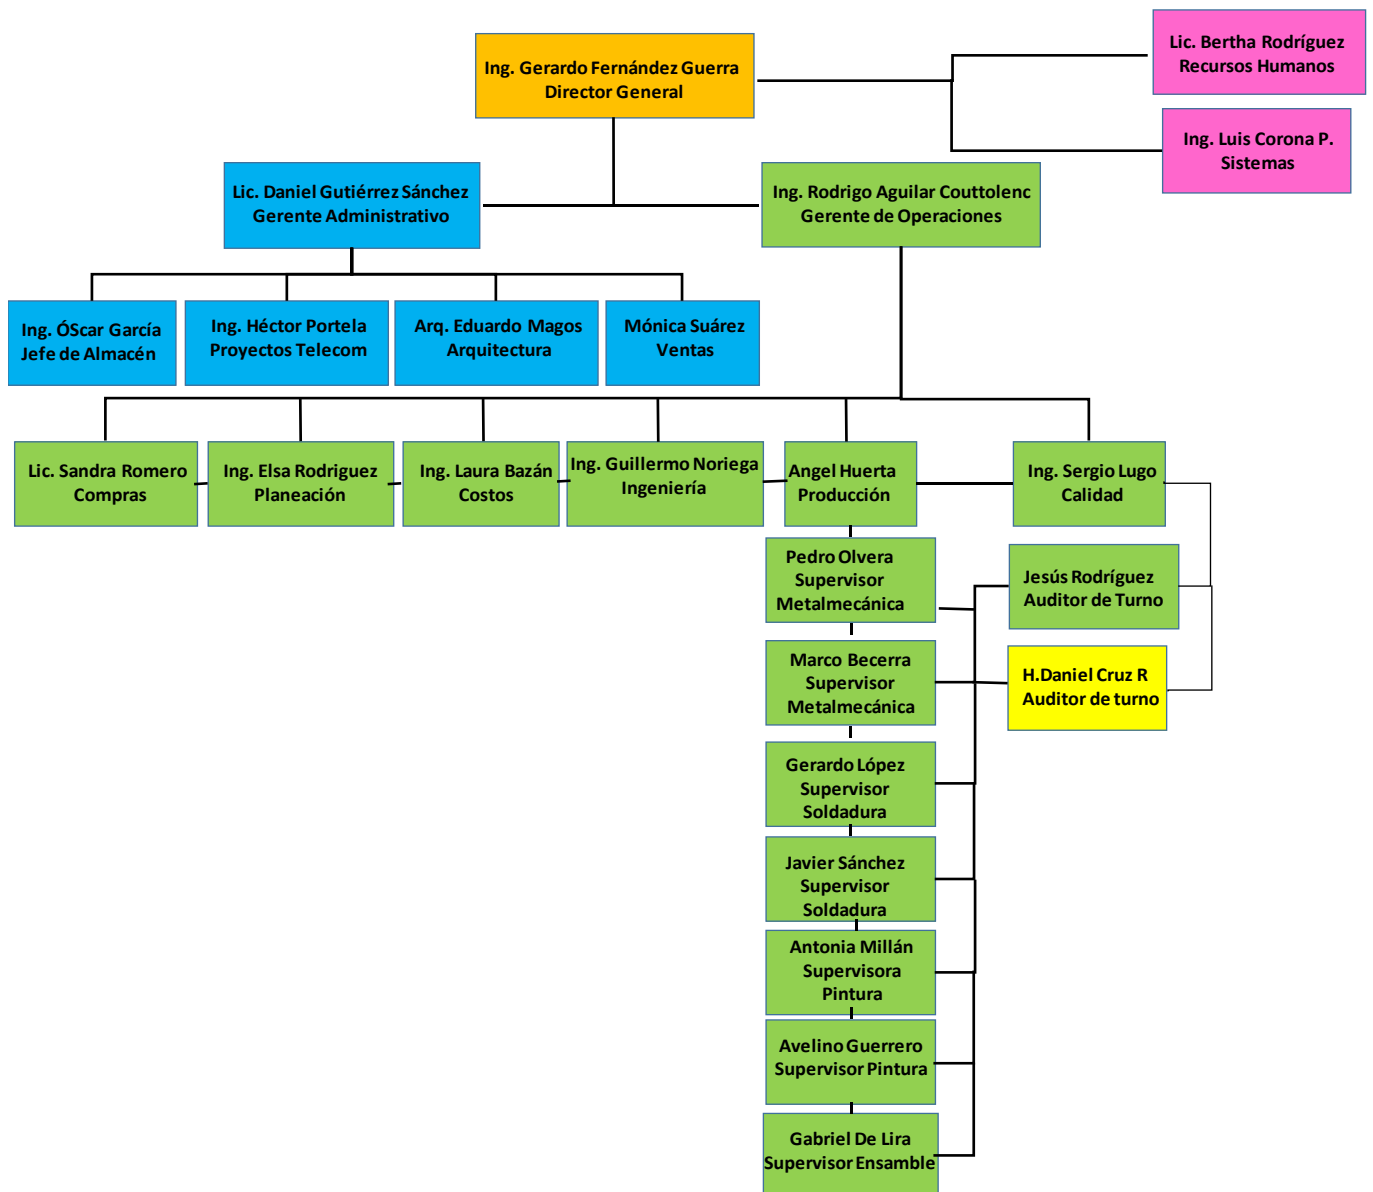 Ing. Gerardo Fernández Guerra
Director General
Lic. Bertha Rodríguez
Recursos Humanos
Ing. Luis Corona P.
Sistemas
Lic. Daniel Gutiérrez Sánchez
Gerente Administrativo
Ing. Rodrigo Aguilar Couttolenc
Gerente de Operaciones
Ing. ÓScar García
Jefe de Almacén
Ing. Héctor Portela
Proyectos Telecom
Arq. Eduardo Magos
Arquitectura
Mónica Suárez
Ventas
Lic. Sandra Romero
Compras
Ing. Elsa Rodriguez
Planeación
Ing. Laura Bazán
Costos
Ing. Guillermo Noriega
Ingeniería
Angel Huerta
Producción
Ing. Sergio Lugo
Calidad
Pedro Olvera
Supervisor
Metalmecánica
Jesús Rodríguez
Auditor de Turno
Marco Becerra
Supervisor
Metalmecánica
H.Daniel Cruz R
Auditor de turno
Gerardo López
Supervisor
Soldadura
Javier Sánchez
Supervisor
Soldadura
Antonia Millán
Supervisora
Pintura
Avelino Guerrero
Supervisor Pintura
Gabriel De Lira
Supervisor Ensamble